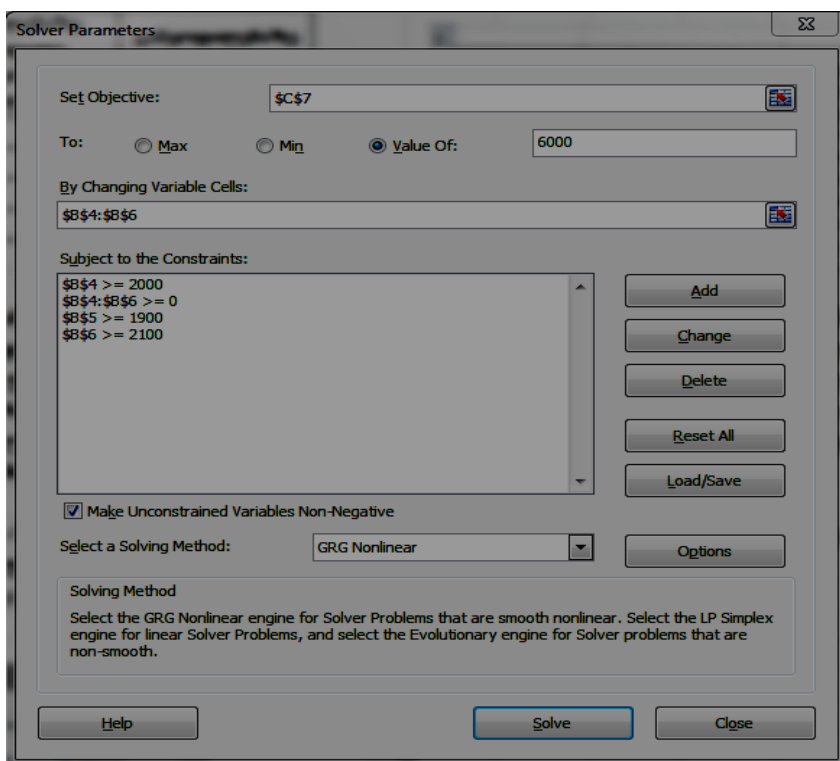 Solver Parameters
Set Objective:
$C$7
To:
Max
Min
Value Of:
6000
By Changing Variable Cells:
$B$4:$B$6
Subject to the Constraints:
$B$4 >= 2000
$B$4:$B$6 >= 0
$B$5 >= 1900
$B$6 >= 2100
Add
Change
Delete
Reset All
Load/Save
Make Unconstrained Variables Non-Negative
Select a Solving Method:
GRG Nonlinear
Options
Solving Method
Select the GRG Nonlinear engine for Solver Problems that are smooth nonlinear. Select the LP Simplex
engine for linear Solver Problems, and select the Evolutionary engine for Solver problems that are
non-smooth.
Help
Solve
Close